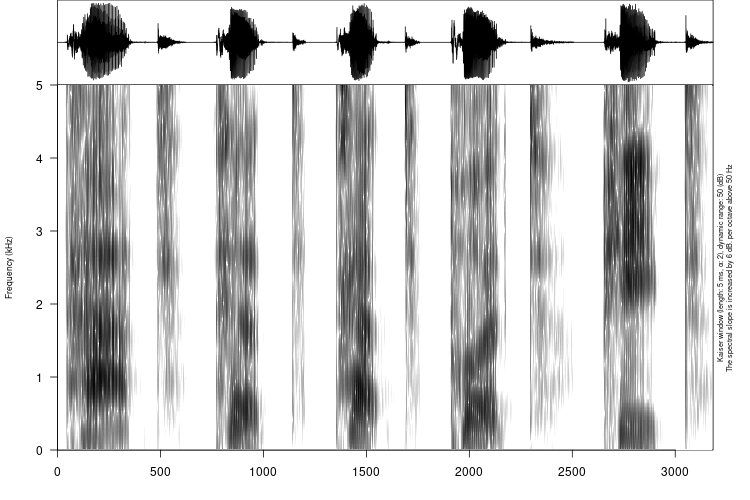 5
4
3
2
1
0
Frequency (kHz)
0 500 1000 1500 2000 2500 3000
Kaiser window (length: 5 ms, α: 2), dynamic range: 50 (dB)
The spectral slope is increased by 6 dB per octave above 50 Hz